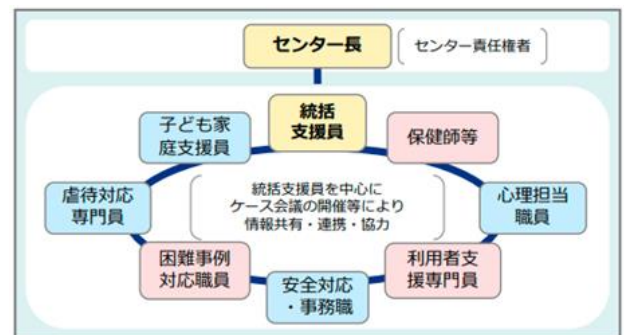 センター長
センター責任権者
統括
支援員
子ども家
庭支援員
保健師等
虐待対応
専門員
統括支援員を中心に
ケース会議の開催等により
情報共有・連携・協力
心理担当
職員
困難事例
対応職員
安全対応
・事務職
利用者支
援専門員